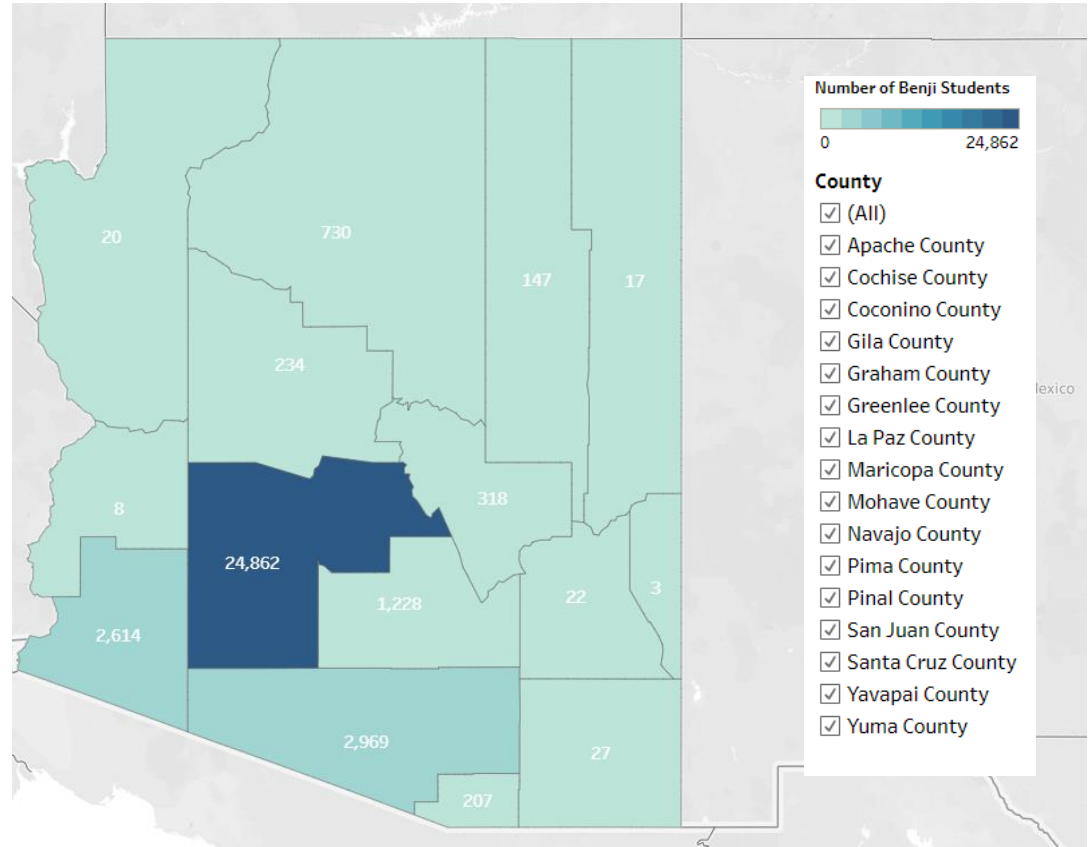 Number of Benji Students
0 24,862
County
(All)
Apache County
Cochise County
Coconino County
Gila County
Graham County
Greenlee County
La Paz County
Maricopa County
Mohave County
Navajo County
Pima County
Pinal County
San Juan County
Santa Cruz County
Yavapai County
Yuma County
20
730
147
17
234
8
318
24,862
1,228
22
3
2,614
2,969
27
207
lexico